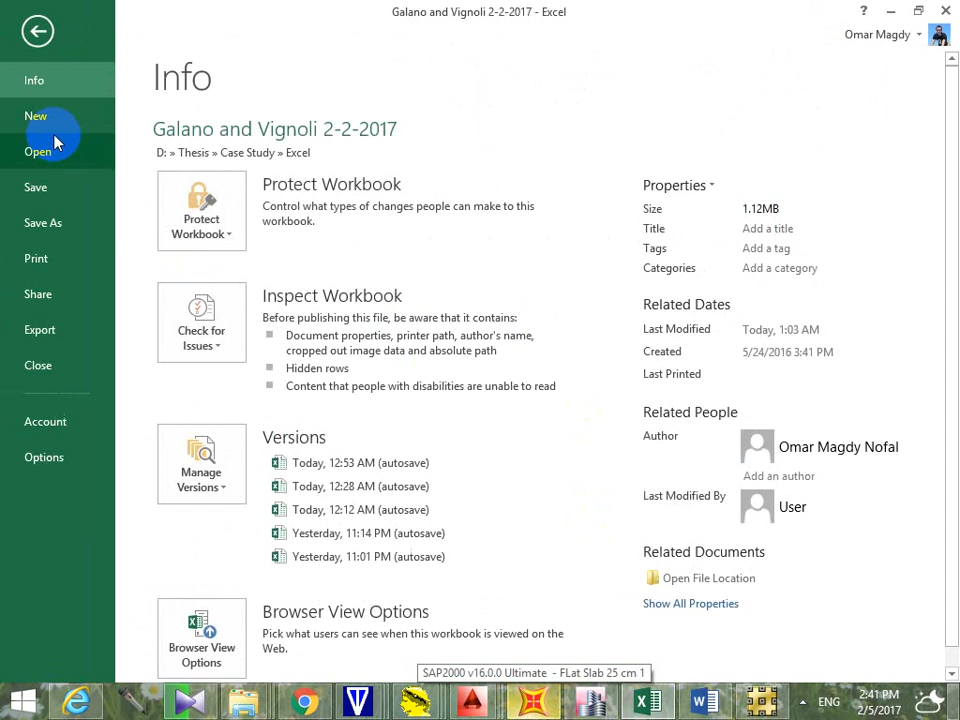 Galano and Vignoli 2-2-2017 - Excel
?
Omar Magdy
Info
New
Open
Save
Save As
Print
Share
Export
Close
Account
Options
Info
Galano and Vignoli 2-2-2017
D: » Thesis » Case Study » Excel
Protect
Workbook
Protect Workbook
Control what types of changes people can make to this
workbook.
Check for
Issues
Inspect Workbook
Before publishing this file, be aware that it contains:
Document properties, printer path, author's name,
cropped out image data and absolute path
Hidden rows
Content that people with disabilities are unable to read
Manage
Versions
Versions
Today, 12:53 AM (autosave)
Today, 12:28 AM (autosave)
Today, 12:12 AM (autosave)
Yesterday, 11:14 PM (autosave)
Yesterday, 11:01 PM (autosave)
Browser View
Options
Browser View Options
Pick what users can see when this workbook is viewed on the
Web.
Properties
Size 1.12MB
Title Add a title
Tags Add a tag
Categories Add a category
Related Dates
Last Modified Today, 1:03 AM
Created 5/24/2016 3:41 PM
Last Printed
Related People
Author Omar Magdy Nofal
Add an author
Last Modified By User
Related Documents
Open File Location
Show All Properties
SAP2000 v16.0.0 Ultimate - FLat Slab 25 cm 1
ENG
2:41 PM
2/5/2017